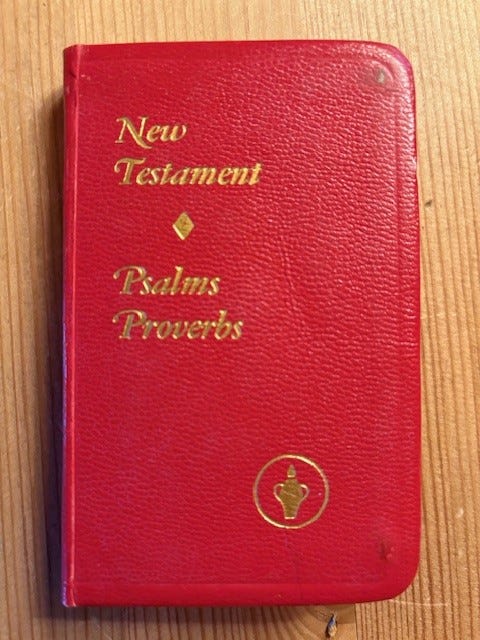 New
Testament
Psalms
Proverbs